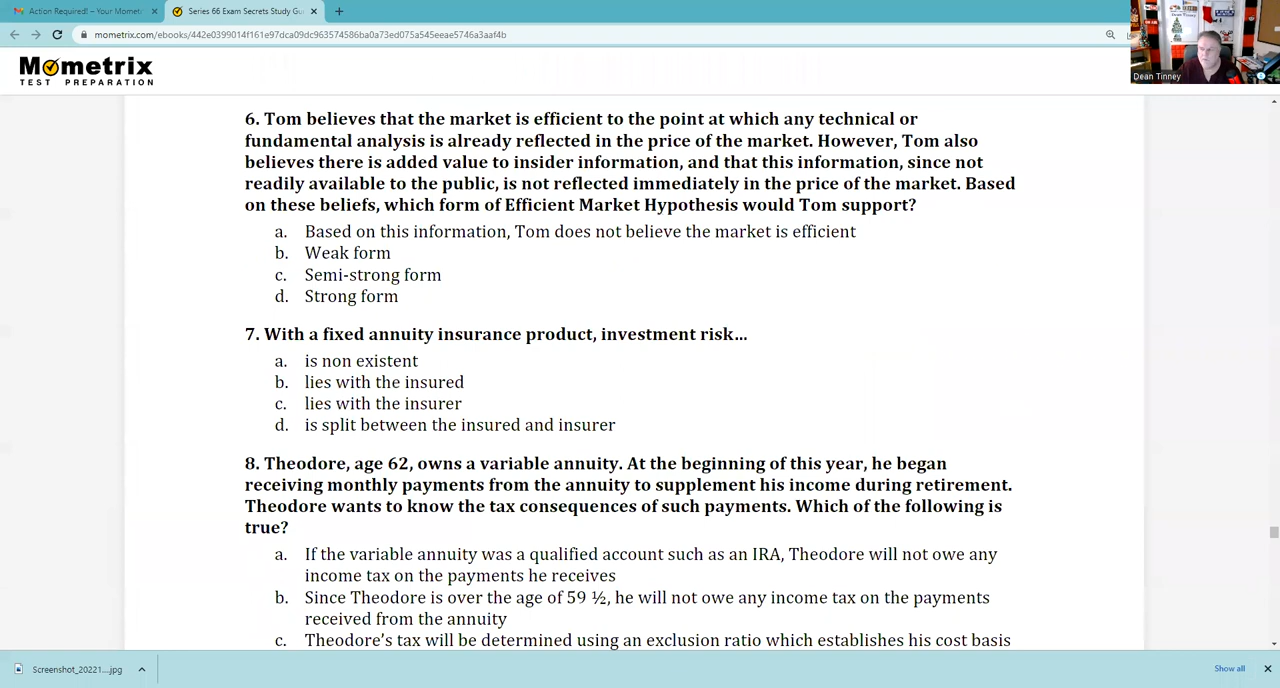 Action Required! – Your Mometr
Series 66 Exam Secrets Study Gui
mometrix.com/ebooks/442e0399014f161e97dca09dc963574586ba0a73ed075a545eeae5746a3aaf4b
Mometrix
TEST PREPARATION
Dean Tinney
6. Tom believes that the market is efficient to the point at which any technical or
fundamental analysis is already reflected in the price of the market. However, Tom also
believes there is added value to insider information, and that this information, since not
readily available to the public, is not reflected immediately in the price of the market. Based
on these beliefs, which form of Efficient Market Hypothesis would Tom support?
a. Based on this information, Tom does not believe the market is efficient
b. Weak form
c. Semi-strong form
d. Strong form
7. With a fixed annuity insurance product, investment risk...
a. is non existent
b. lies with the insured
c. lies with the insurer
d. is split between the insured and insurer
8. Theodore, age 62, owns a variable annuity. At the beginning of this year, he began
receiving monthly payments from the annuity to supplement his income during retirement.
Theodore wants to know the tax consequences of such payments. Which of the following is
true?
a. If the variable annuity was a qualified account such as an IRA, Theodore will not owe any
income tax on the payments he receives
b. Since Theodore is over the age of 59 ½, he will not owe any income tax on the payments
received from the annuity
c. Theodore's tax will be determined using an exclusion ratio which establishes his cost basis
Screenshot_20221....jpg
Show all